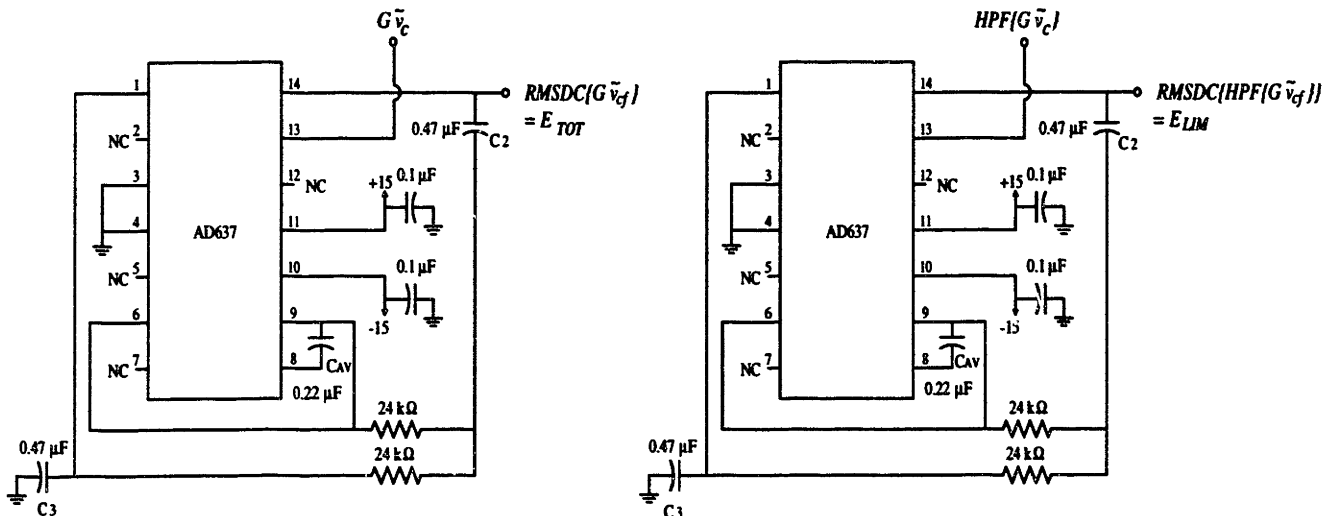 G ṽc
1
14
RMSDC{G ṽcf}
= E TOT
NC 2
13
0.47 µF
C2
3
12
NC
+15
0.1 µF
4
AD637
11
NC 5
10
0.1 µF
6
9
-15
NC 7
8
CAV
0.22 µF
24 kΩ
0.47 µF
24 kΩ
C3
HPF{G ṽc}
1
14
RMSDC{HPF{G ṽcf}}
= ELIM
NC 2
13
0.47 µF
C2
3
12
NC
+15
0.1 µF
4
AD637
11
NC 5
10
0.1 µF
6
9
-15
NC 7
8
CAV
0.22 µF
24 kΩ
0.47 µF
24 kΩ
C3